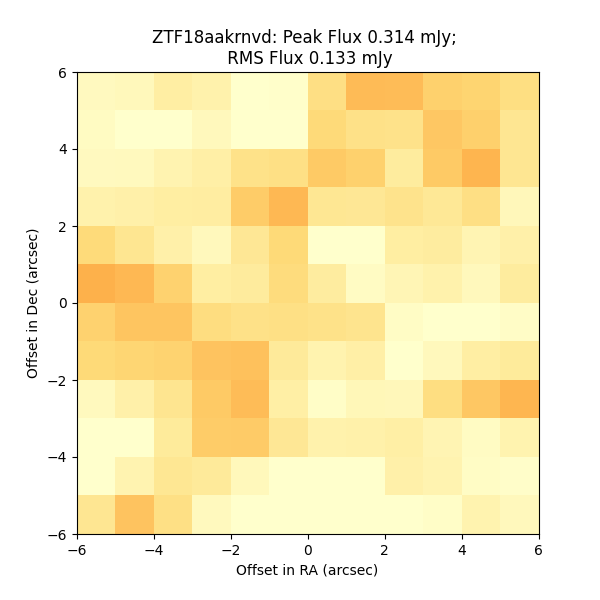 ZTF18aakrnvd: Peak Flux 0.314 mJy;
RMS Flux 0.133 mJy
6
4
2
0
−2
−4
−6
Offset in Dec (arcsec)
−6 −4 −2 0 2 4 6
Offset in RA (arcsec)